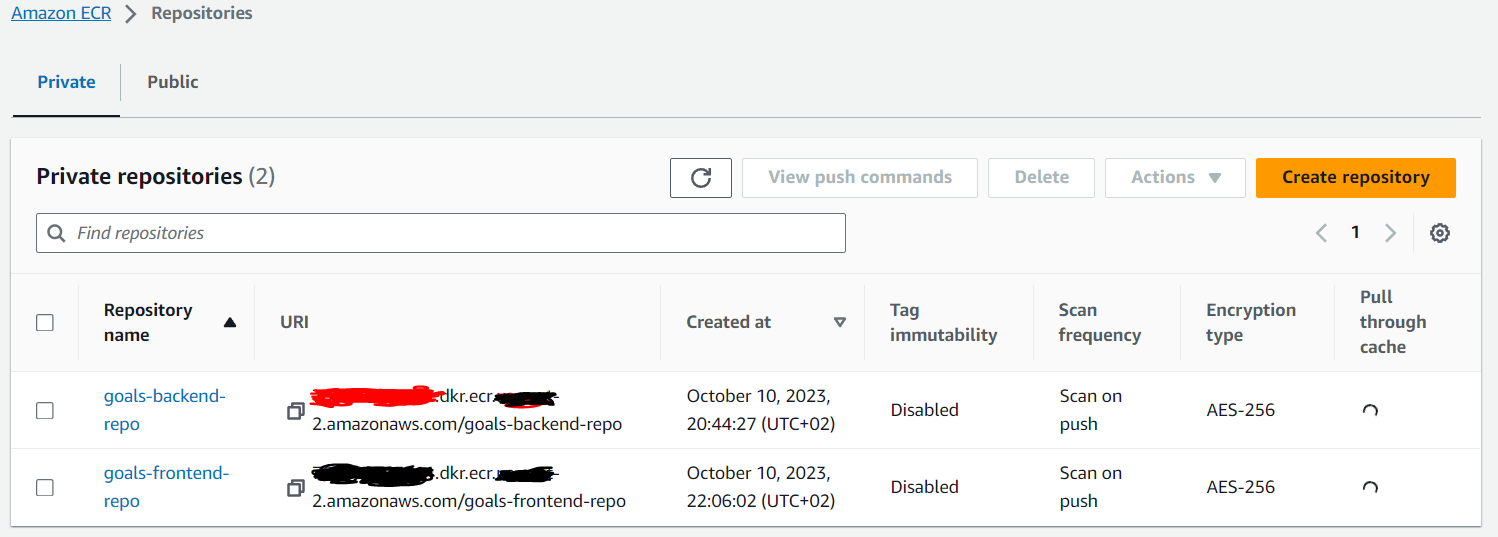 Amazon ECR > Repositories
Private
Public
Private repositories (2)
View push commands
Delete
Actions
Create repository
Find repositories
1
Repository name
URI
Created at
Tag immutability
Scan frequency
Encryption type
Pull through cache
goals-backend-
repo
.dkr.ecr.
2.amazonaws.com/goals-backend-repo
October 10, 2023,
20:44:27 (UTC+02)
Disabled
Scan on
push
AES-256
goals-frontend-
repo
.dkr.ecr.
2.amazonaws.com/goals-frontend-repo
October 10, 2023,
22:06:02 (UTC+02)
Disabled
Scan on
push
AES-256